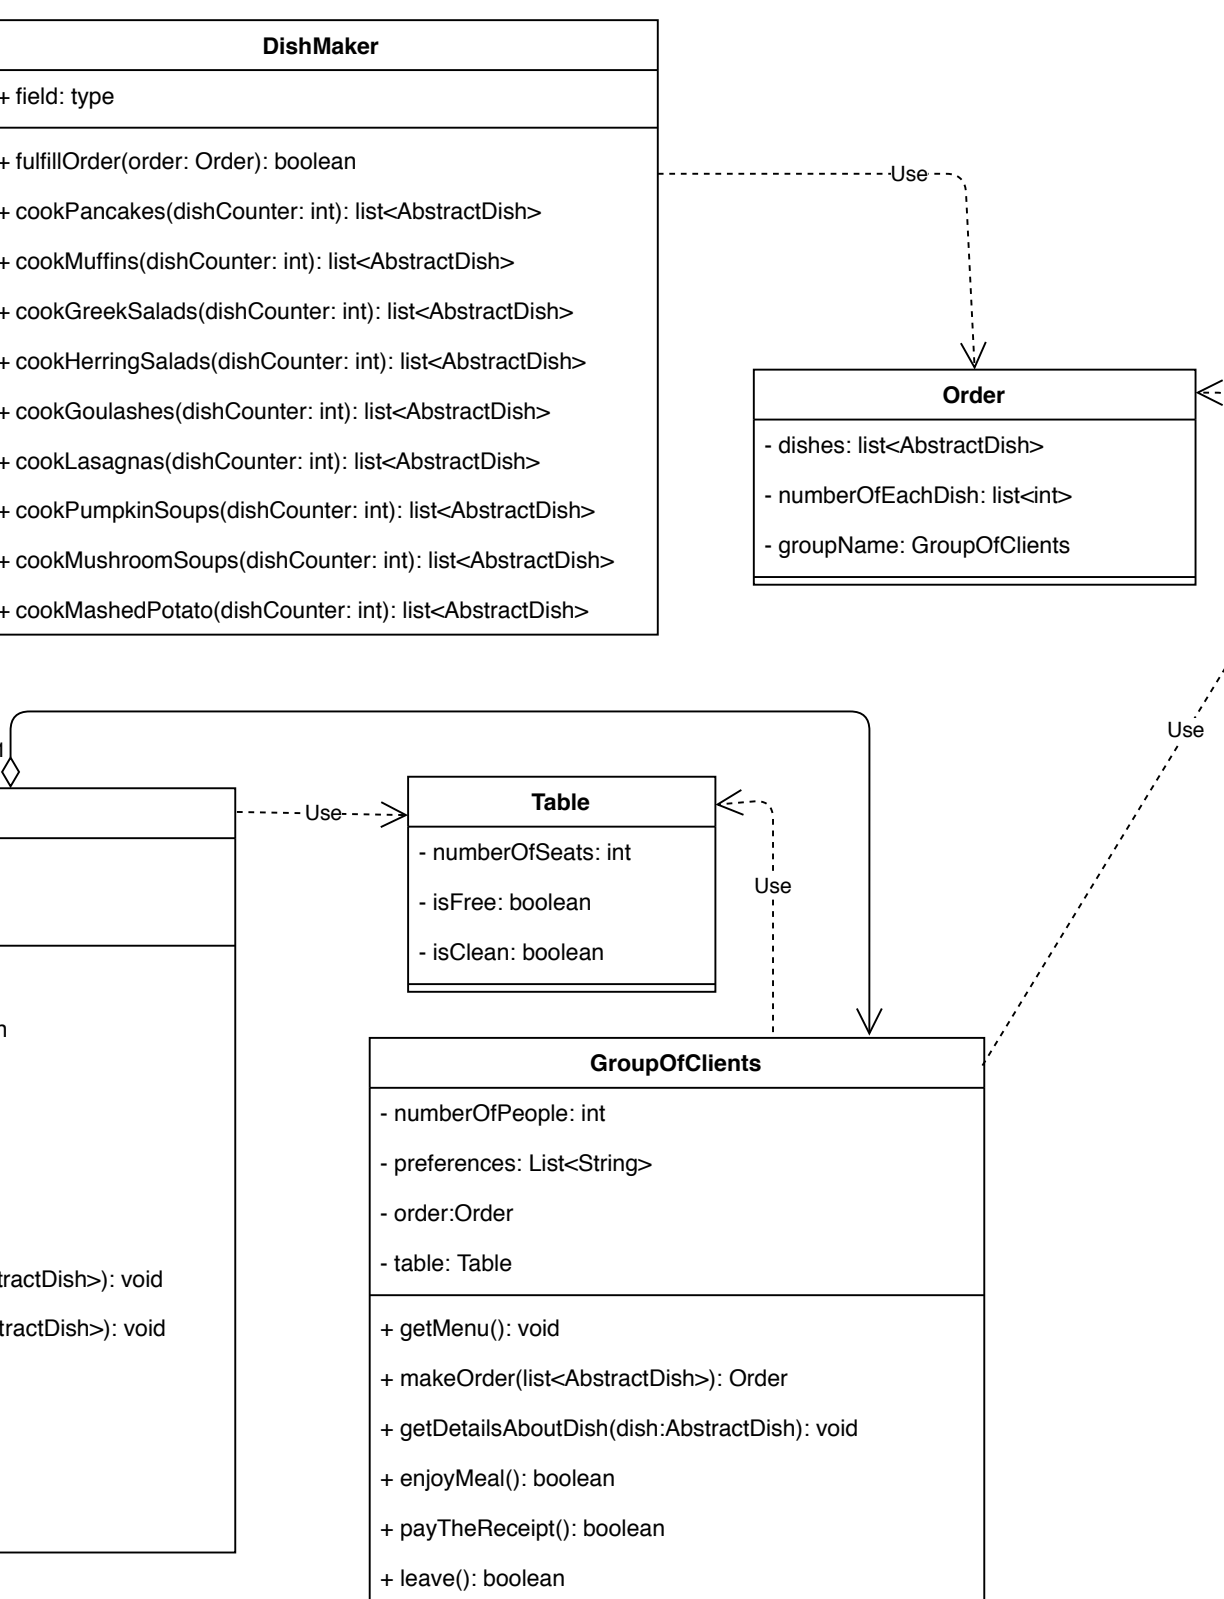 DishMaker
+ field: type
+ fulfillOrder(order: Order): boolean
+ cookPancakes(dishCounter: int): list<AbstractDish>
+ cookMuffins(dishCounter: int): list<AbstractDish>
+ cookGreekSalads(dishCounter: int): list<AbstractDish>
+ cookHerringSalads(dishCounter: int): list<AbstractDish>
+ cookGoulashes(dishCounter: int): list<AbstractDish>
+ cookLasagnas(dishCounter: int): list<AbstractDish>
+ cookPumpkinSoups(dishCounter: int): list<AbstractDish>
+ cookMushroomSoups(dishCounter: int): list<AbstractDish>
+ cookMashedPotato(dishCounter: int): list<AbstractDish>
Use
Order
- dishes: list<AbstractDish>
- numberOfEachDish: list<int>
- groupName: GroupOfClients
Use
1
Use
Table
- numberOfSeats: int
- isFree: boolean
- isClean: boolean
Use
tractDish>): void
tractDish>): void
GroupOfClients
- numberOfPeople: int
- preferences: List<String>
- order:Order
- table: Table
+ getMenu(): void
+ makeOrder(list<AbstractDish>): Order
+ getDetailsAboutDish(dish:AbstractDish): void
+ enjoyMeal(): boolean
+ payTheReceipt(): boolean
+ leave(): boolean